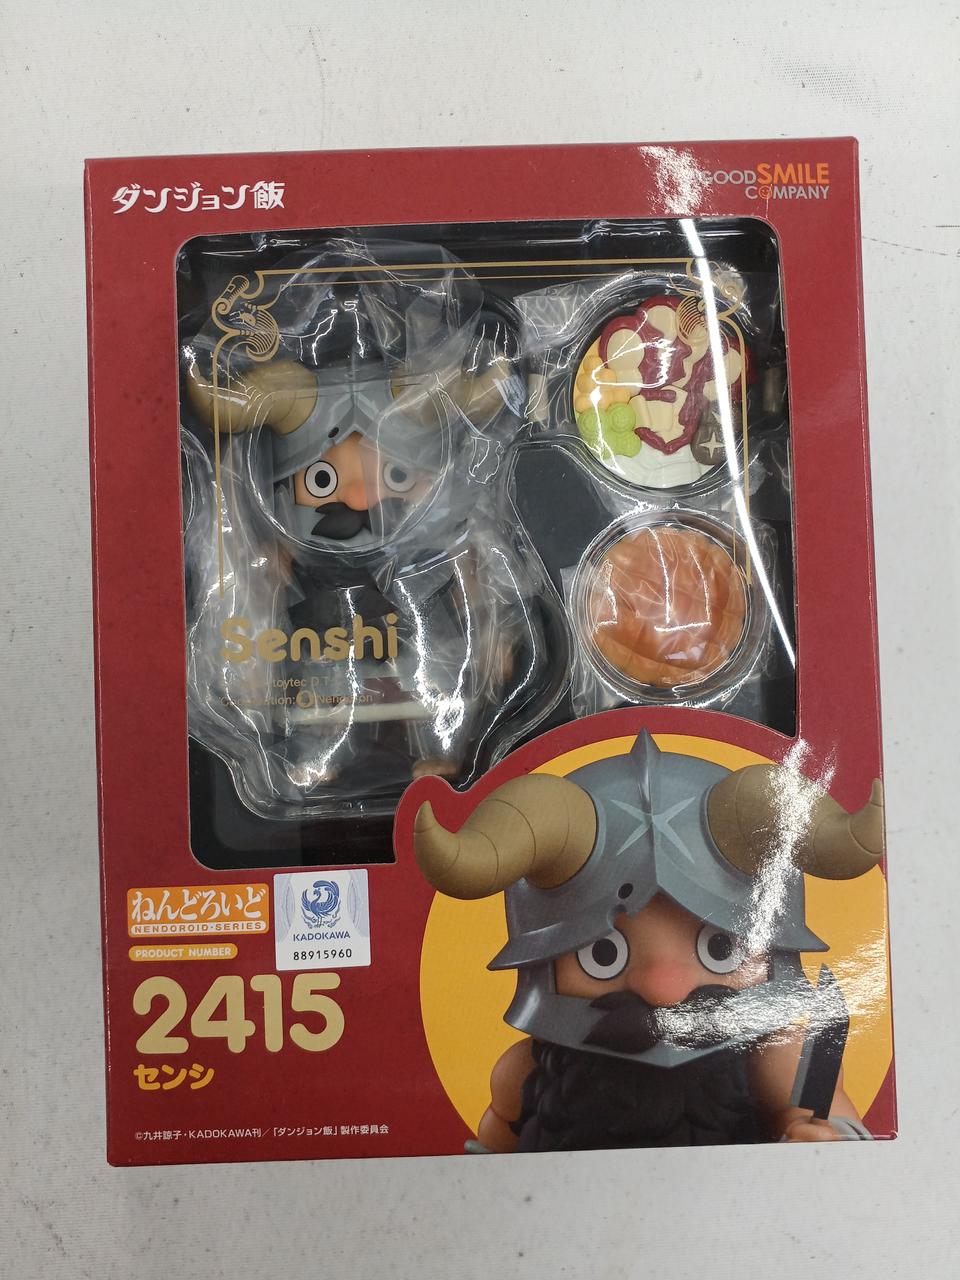 ダンジョン飯
GOOD SMILE
COMPANY
Senshi
toytec D.T.C
Nendoron
ねんどろいど
NENDOROID·SERIES
KADOKAWA
88915960
PRODUCT NUMBER
2415
センシ
©九井諒子・KADOKAWA刊／「ダンジョン飯」製作委員会